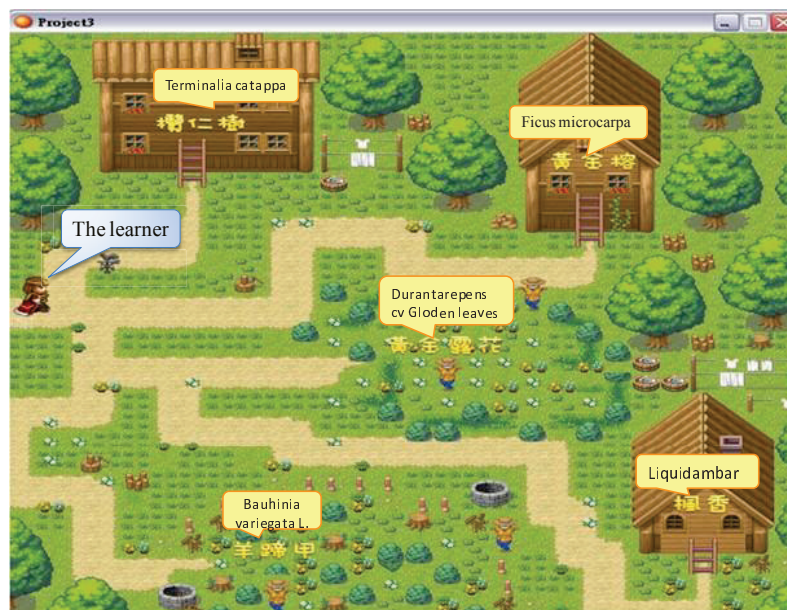 Project3
Terminalia catappa
欖仁樹
Ficus microcarpa
黃金榕
The learner
Durantarepens
cv Gloden leaves
黃金露花
Liquidambar
楓香
Bauhinia
variegata L.
羊蹄甲